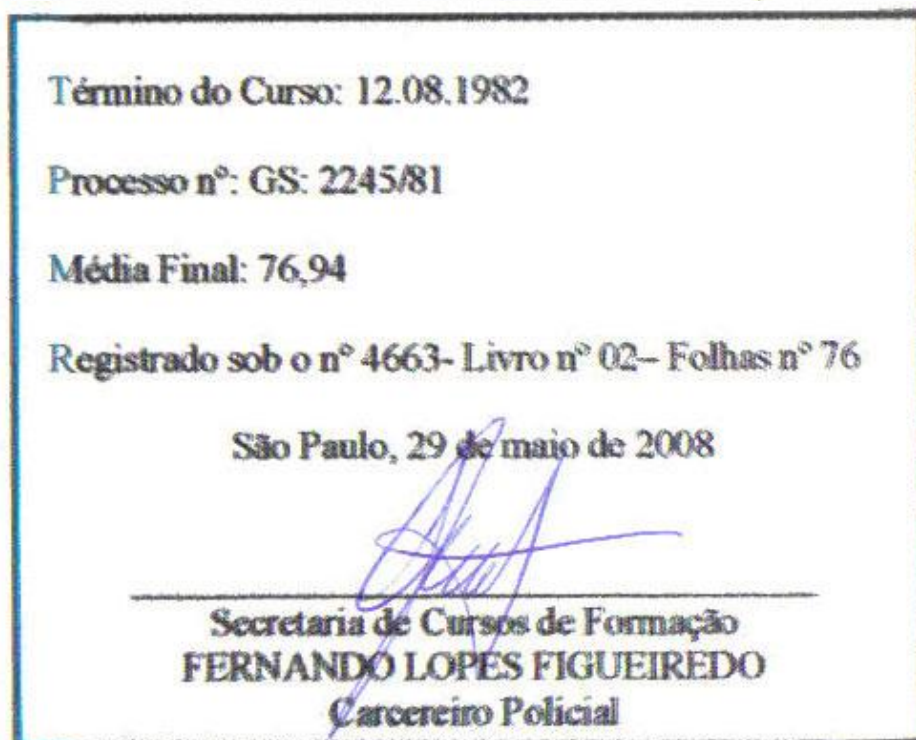 Término do Curso: 12.08.1982
Processo nº: GS: 2245/81
Média Final: 76,94
Registrado sob o nº 4663- Livro nº 02– Folhas nº 76
São Paulo, 29 de maio de 2008
Secretaria de Cursos de Formação
FERNANDO LOPES FIGUEIREDO
Carcereiro Policial